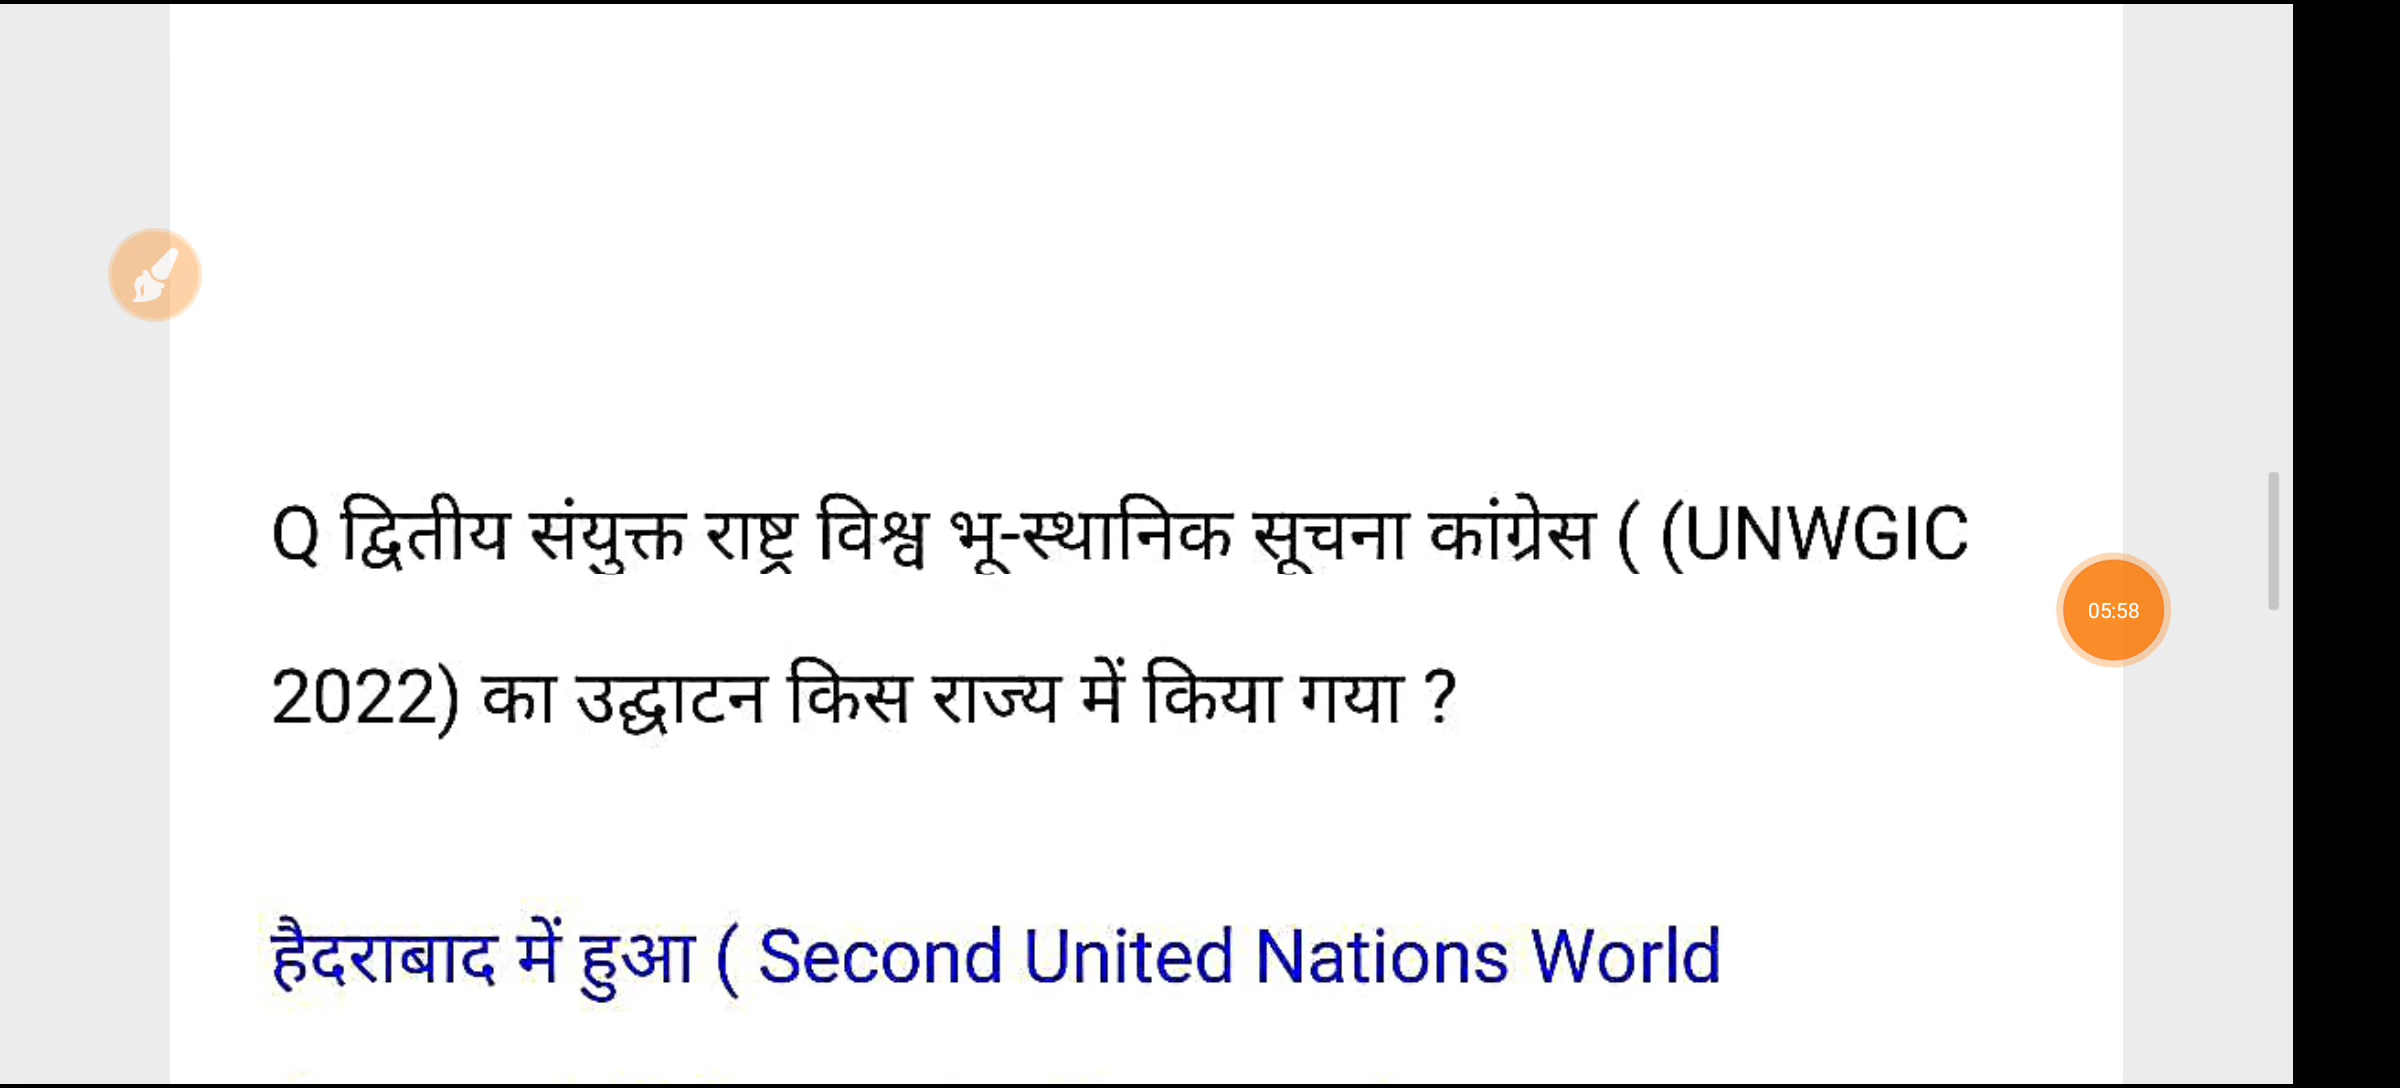 Q द्वितीय संयुक्त राष्ट्र विश्व भू-स्थानिक सूचना कांग्रेस ( (UNWGIC
05:58
2022) का उद्घाटन किस राज्य में किया गया ?
हैदराबाद में हुआ ( Second United Nations World